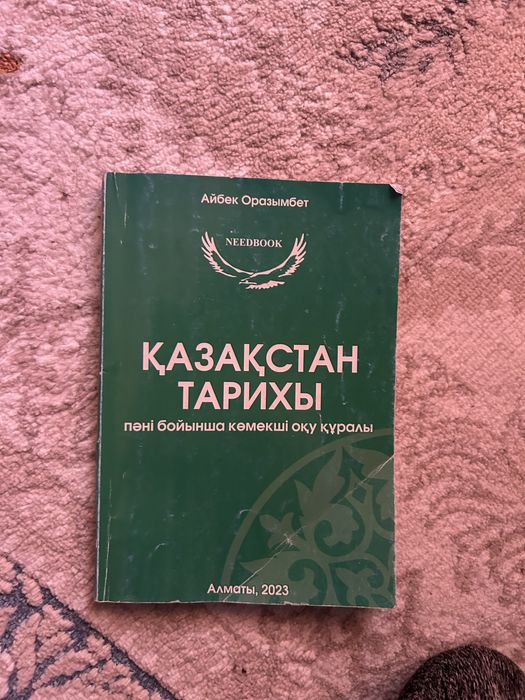 Айбек Оразымбет
NEEDBOOK
ҚАЗАҚСТАН
ТАРИХЫ
пәні бойынша көмекші оқу құралы
Алматы, 2023